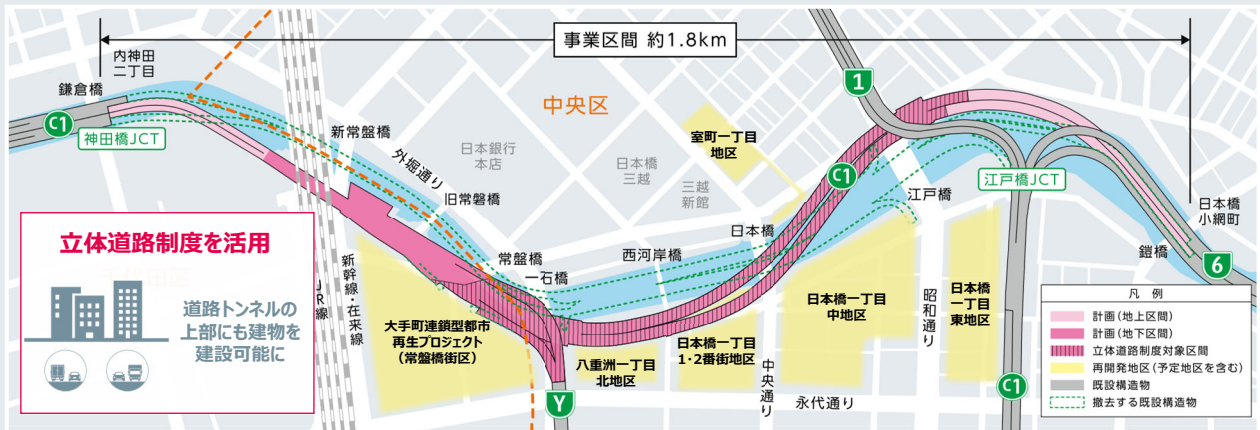 事業区間 約1.8km
内神田
二丁目
鎌倉橋
C1
神田橋JCT
新常盤橋
外堀通り
旧常盤橋
日本銀行
本店
中央区
日本橋
三越
三越
新館
室町一丁目
地区
1
C1
江戸橋
江戸橋JCT
日本橋
小網町
鎧橋
6
常盤橋
一石橋
西河岸橋
日本橋
立体道路制度を活用
道路トンネルの
上部にも建物を
建設可能に
新幹線・在来線
JR線
大手町連鎖型都市
再生プロジェクト
(常盤橋街区)
八重洲一丁目
北地区
日本橋一丁目
1・2番街地区
日本橋一丁目
中地区
日本橋
一丁目
東地区
昭和通り
中央通り
永代通り
Y
C1
凡 例
計画(地上区間)
計画(地下区間)
立体道路制度対象区間
再開発地区(予定地区を含む)
既設構造物
撤去する既設構造物